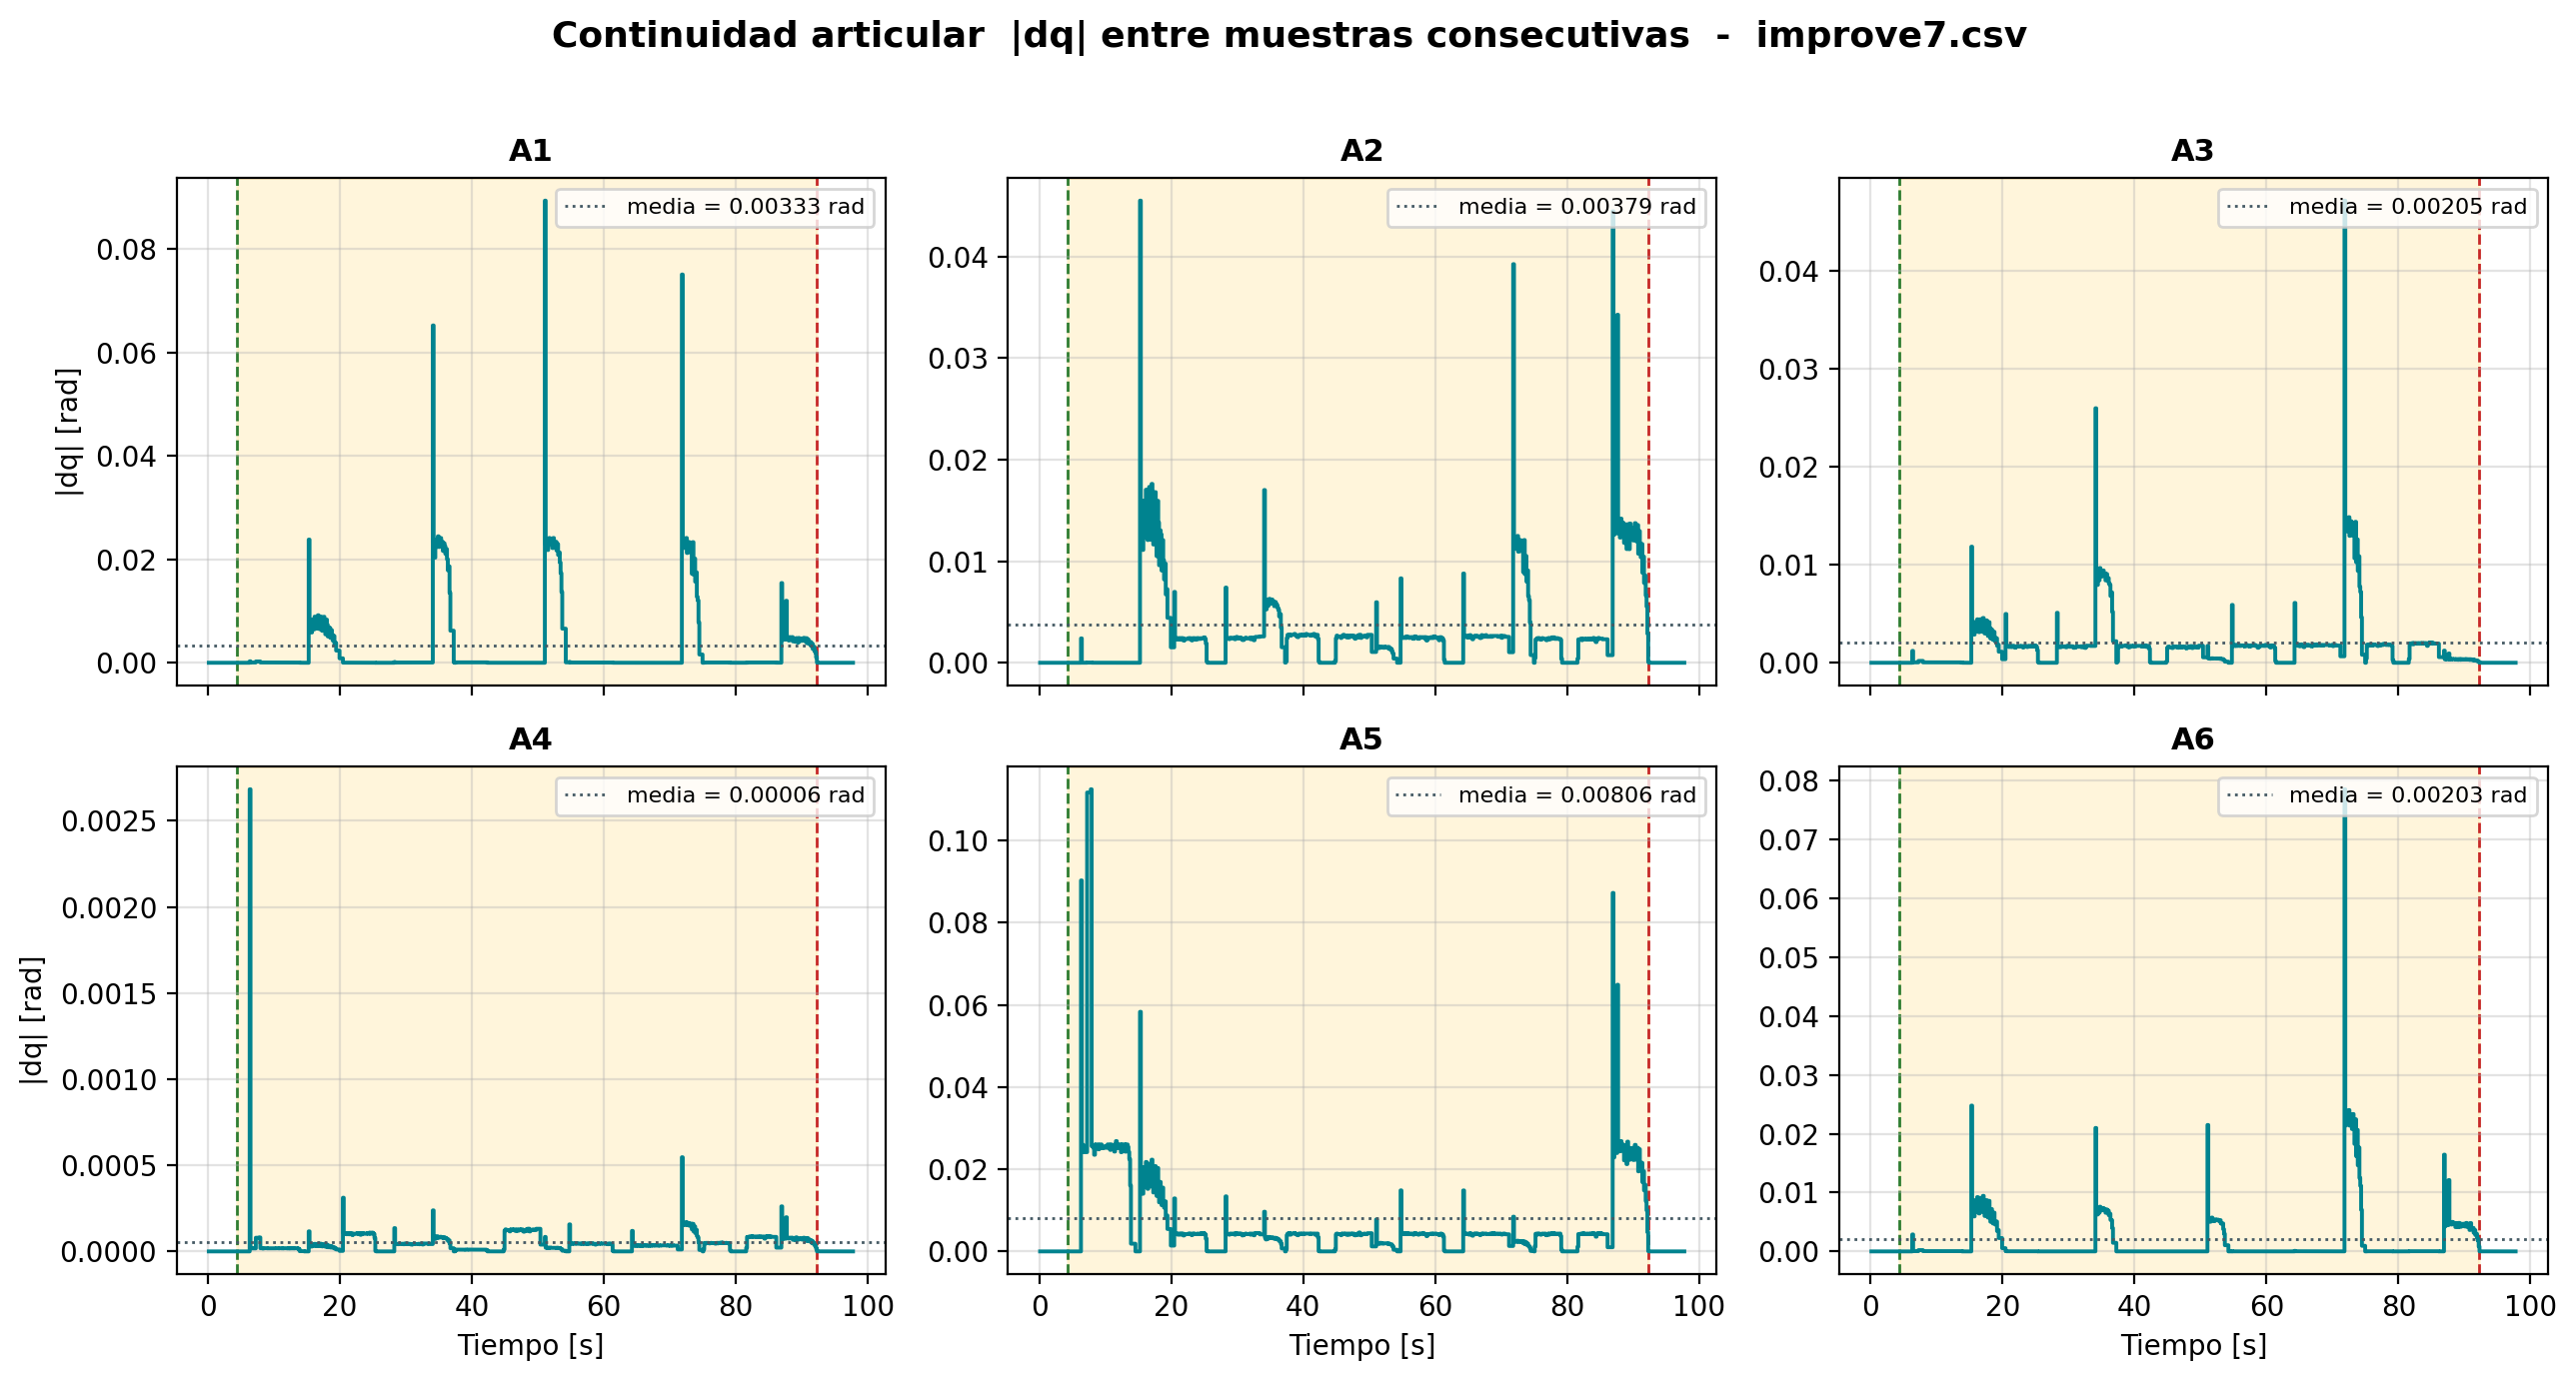 Continuidad articular |dq| entre muestras consecutivas - improve7.csv
A1
A2
A3
media = 0.00333 rad
media = 0.00379 rad
media = 0.00205 rad
|dq| [rad]
0.08
0.06
0.04
0.02
0.00
0.04
0.03
0.02
0.01
0.00
0.04
0.03
0.02
0.01
0.00
A4
A5
A6
media = 0.00006 rad
media = 0.00806 rad
media = 0.00203 rad
|dq| [rad]
0.0025
0.0020
0.0015
0.0010
0.0005
0.0000
0.10
0.08
0.06
0.04
0.02
0.00
0.08
0.07
0.06
0.05
0.04
0.03
0.02
0.01
0.00
0 20 40 60 80 100
0 20 40 60 80 100
0 20 40 60 80 100
Tiempo [s]
Tiempo [s]
Tiempo [s]